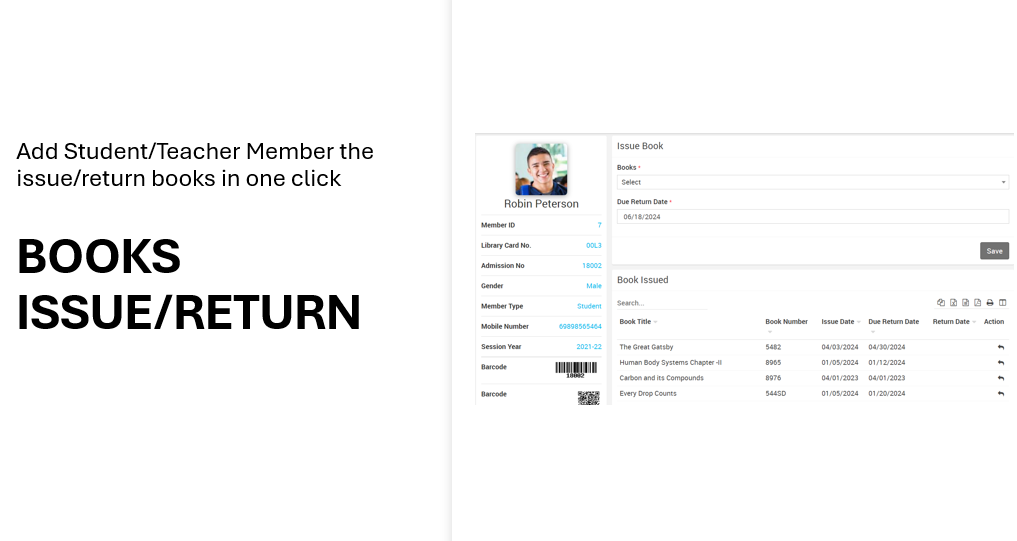 Add Student/Teacher Member the
issue/return books in one click
BOOKS
ISSUE/RETURN
Robin Peterson
Member ID 7
Library Card No. 00L3
Admission No 18002
Gender Male
Member Type Student
Mobile Number 69898565464
Session Year 2021-22
Barcode
18002
Barcode
Issue Book
Books *
Select
Due Return Date *
06/18/2024
Save
Book Issued
Search...
Book Title Book Number Issue Date Due Return Date Return Date Action
The Great Gatsby 5482 04/03/2024 04/30/2024
Human Body Systems Chapter -II 8965 01/05/2024 01/12/2024
Carbon and its Compounds 8976 04/01/2023 04/01/2023
Every Drop Counts 544SD 01/05/2024 01/20/2024